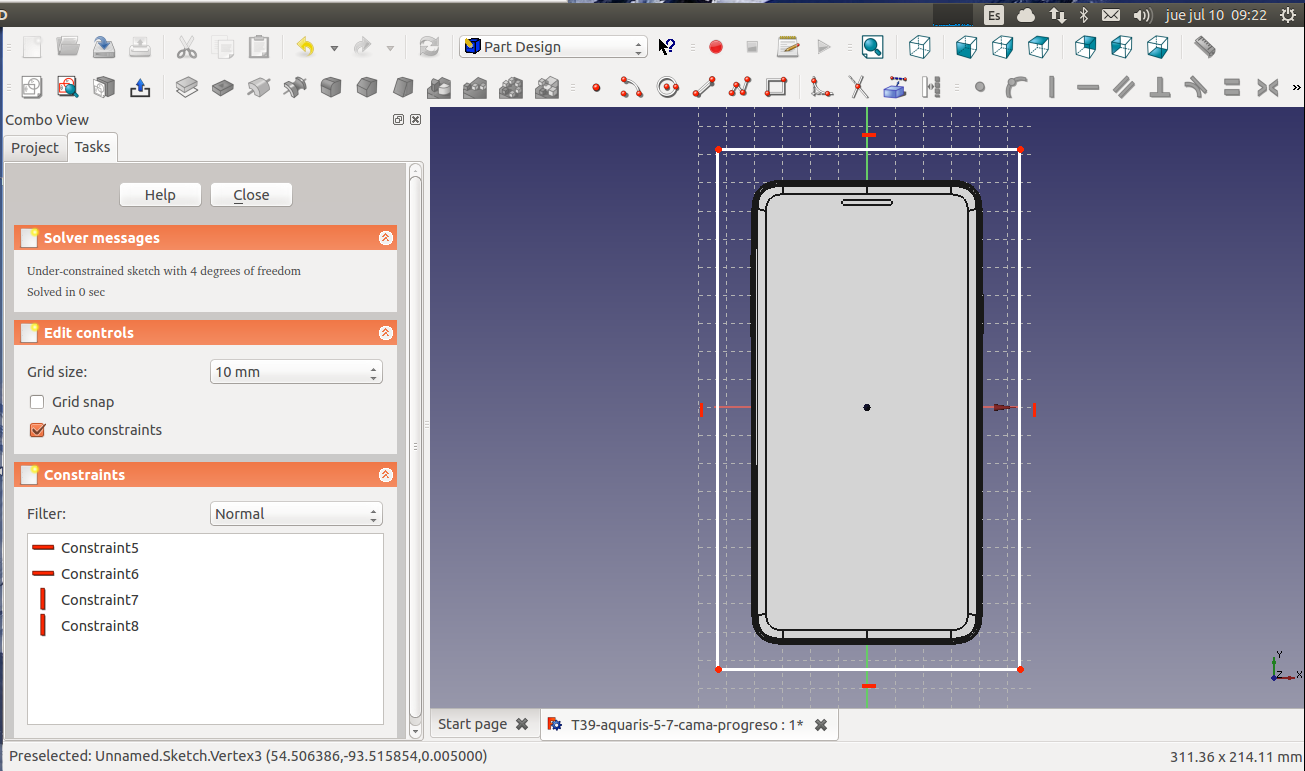 D
Es
jue jul 10 09:22
Part Design
»
Combo View
Project
Tasks
Help
Close
Solver messages
Under-constrained sketch with 4 degrees of freedom
Solved in 0 sec
Edit controls
Grid size:
10 mm
Grid snap
Auto constraints
Constraints
Filter:
Normal
Constraint5
Constraint6
Constraint7
Constraint8
Y
Z
X
Start page
T39-aquaris-5-7-cama-progreso : 1*
Preselected: Unnamed.Sketch.Vertex3 (54.506386,-93.515854,0.005000)
311.36 x 214.11 mm